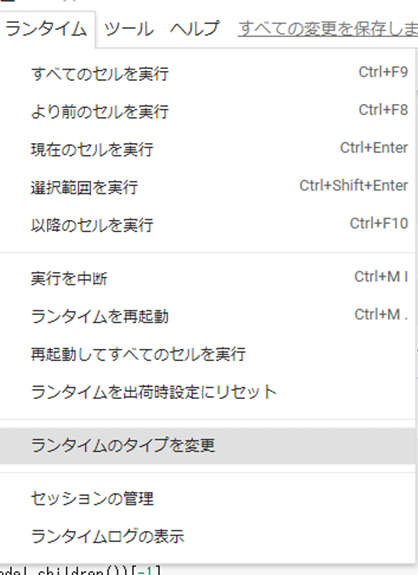 ランタイム ツール ヘルプ すべての変更を保存しま
すべてのセルを実行 Ctrl+F9
より前のセルを実行 Ctrl+F8
現在のセルを実行 Ctrl+Enter
選択範囲を実行 Ctrl+Shift+Enter
以降のセルを実行 Ctrl+F10
実行を中断 Ctrl+M I
ランタイムを再起動 Ctrl+M .
再起動してすべてのセルを実行
ランタイムを出荷時設定にリセット
ランタイムのタイプを変更
セッションの管理
ランタイムログの表示
odel.children())[-1]